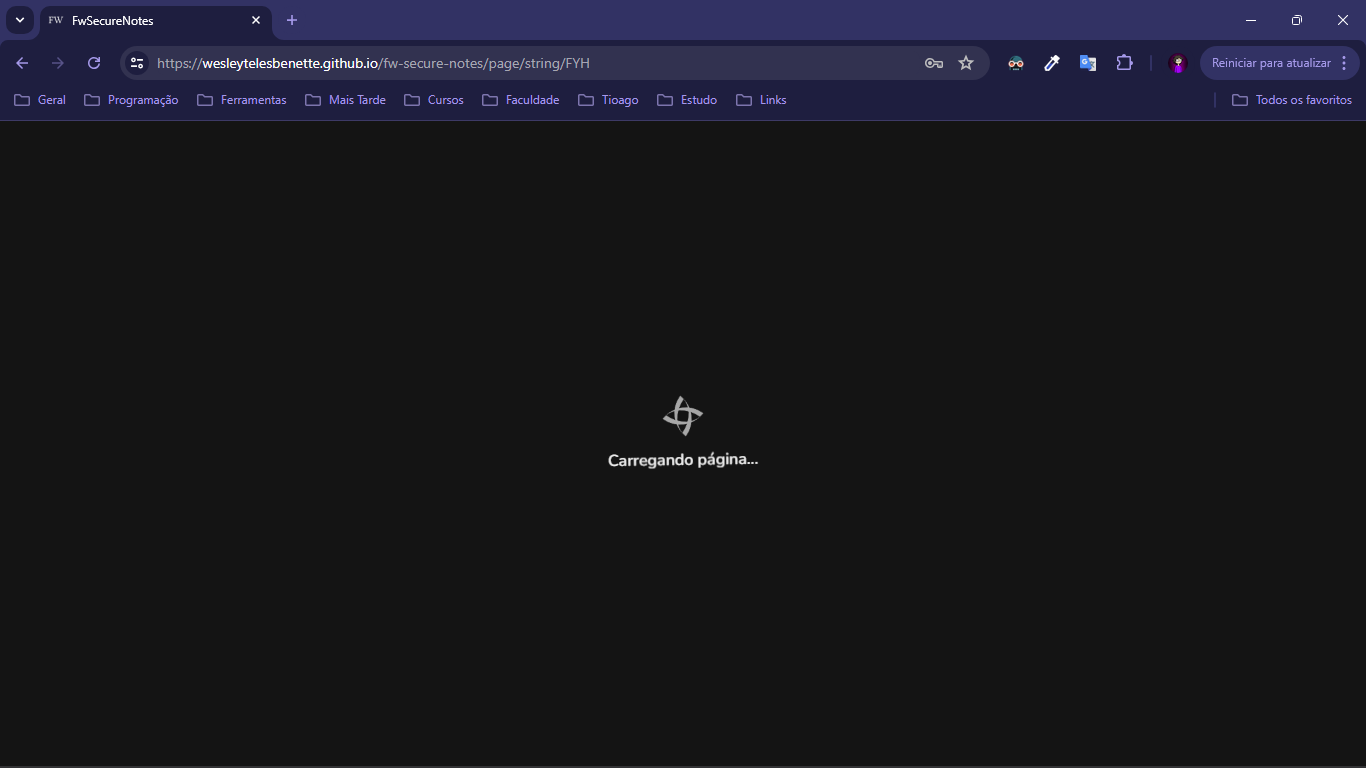 FW FwSecureNotes
https://wesleytelesbenette.github.io/fw-secure-notes/page/string/FYH
Reiniciar para atualizar
Geral Programação Ferramentas Mais Tarde Cursos Faculdade Tioago Estudo Links Todos os favoritos
Carregando página...